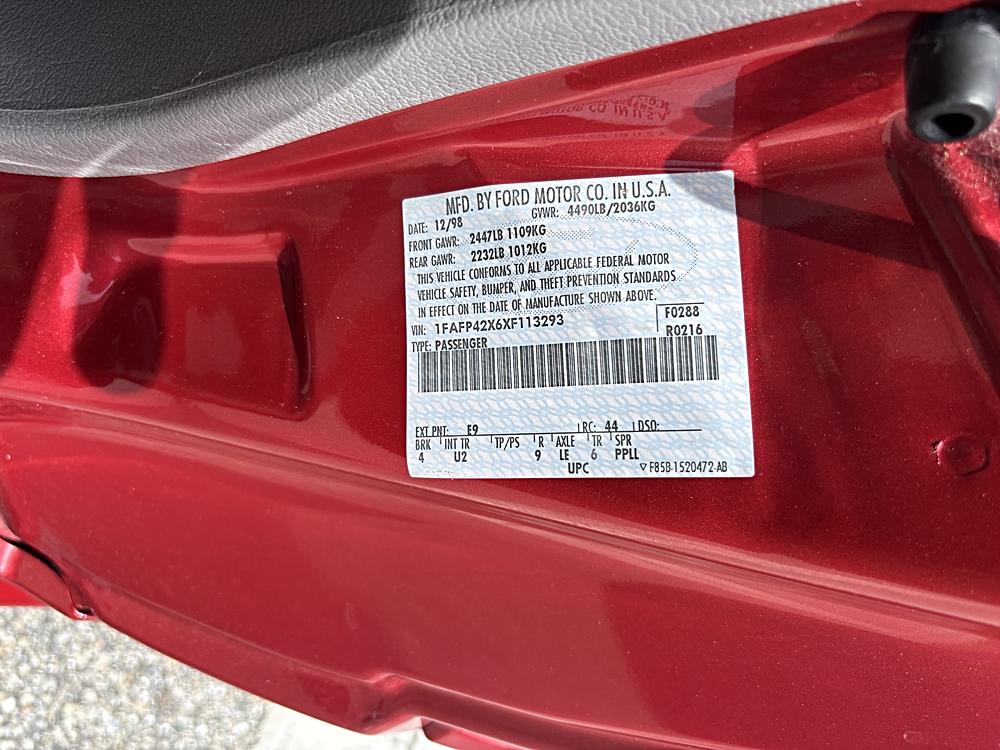 MFD. BY FORD MOTOR CO. IN U.S.A.
DATE: 12/98 GVWR: 4490LB/2036KG
FRONT GAWR: 2447LB 1109KG
REAR GAWR: 2232LB 1012KG
THIS VEHICLE CONFORMS TO ALL APPLICABLE FEDERAL MOTOR
VEHICLE SAFETY, BUMPER, AND THEFT PREVENTION STANDARDS
IN EFFECT ON THE DATE OF MANUFACTURE SHOWN ABOVE.
VIN: 1FAFP42X6XF113293 F0288
TYPE: PASSENGER R0216
EXT PNT: E9 RC: 44 DSO:
BRK INT TR TP/PS R AXLE TR SPR
4 U2 9 LE 6 PPLL
UPC ▽F85B-1520472-AB